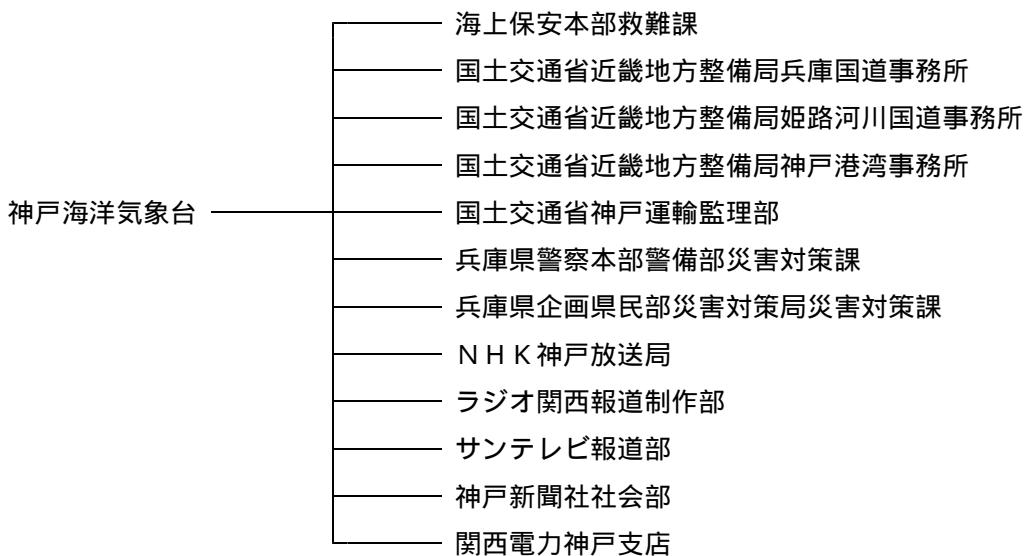 海上保安本部救難課
国土交通省近畿地方整備局兵庫国道事務所
国土交通省近畿地方整備局姫路河川国道事務所
国土交通省近畿地方整備局神戸港湾事務所
神戸海洋気象台
国土交通省神戸運輸監理部
兵庫県警察本部警備部災害対策課
兵庫県企画県民部災害対策局災害対策課
ＮＨＫ神戸放送局
ラジオ関西報道制作部
サンテレビ報道部
神戸新聞社社会部
関西電力神戸支店